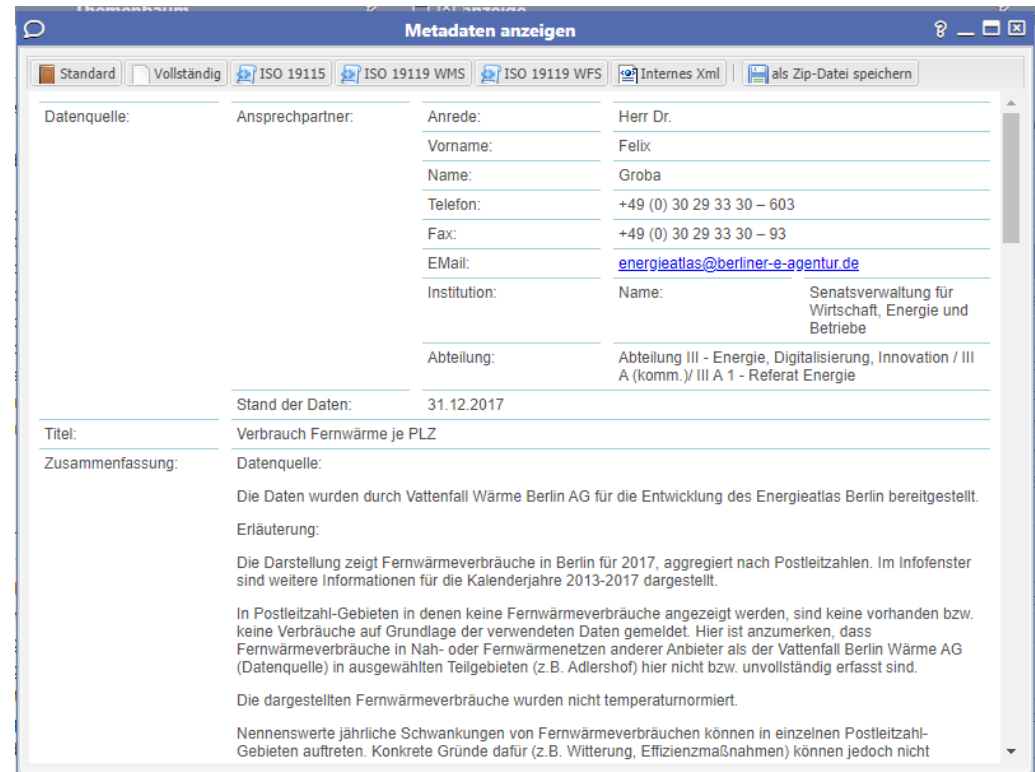 Themenbaum
Metadaten anzeigen
Standard Vollständig ISO 19115 ISO 19119 WMS ISO 19119 WFS Internes Xml als Zip-Datei speichern
Datenquelle: Ansprechpartner: Anrede: Herr Dr.
Vorname: Felix
Name: Groba
Telefon: +49 (0) 30 29 33 30 – 603
Fax: +49 (0) 30 29 33 30 – 93
EMail: energieatlas@berliner-e-agentur.de
Institution: Name: Senatsverwaltung für
Wirtschaft, Energie und
Betriebe
Abteilung: Abteilung III - Energie, Digitalisierung, Innovation / III
A (komm.)/ III A 1 - Referat Energie
Stand der Daten: 31.12.2017
Titel: Verbrauch Fernwärme je PLZ
Zusammenfassung: Datenquelle:
Die Daten wurden durch Vattenfall Wärme Berlin AG für die Entwicklung des Energieatlas Berlin bereitgestellt.
Erläuterung:
Die Darstellung zeigt Fernwärmeverbräuche in Berlin für 2017, aggregiert nach Postleitzahlen. Im Infofenster
sind weitere Informationen für die Kalenderjahre 2013-2017 dargestellt.
In Postleitzahl-Gebieten in denen keine Fernwärmeverbräuche angezeigt werden, sind keine vorhanden bzw.
keine Verbräuche auf Grundlage der verwendeten Daten gemeldet. Hier ist anzumerken, dass
Fernwärmeverbräuche in Nah- oder Fernwärmenetzen anderer Anbieter als der Vattenfall Berlin Wärme AG
(Datenquelle) in ausgewählten Teilgebieten (z.B. Adlershof) hier nicht bzw. unvollständig erfasst sind.
Die dargestellten Fernwärmeverbräuche wurden nicht temperaturnormiert.
Nennenswerte jährliche Schwankungen von Fernwärmeverbräuchen können in einzelnen Postleitzahl-
Gebieten auftreten. Konkrete Gründe dafür (z.B. Witterung, Effizienzmaßnahmen) können jedoch nicht